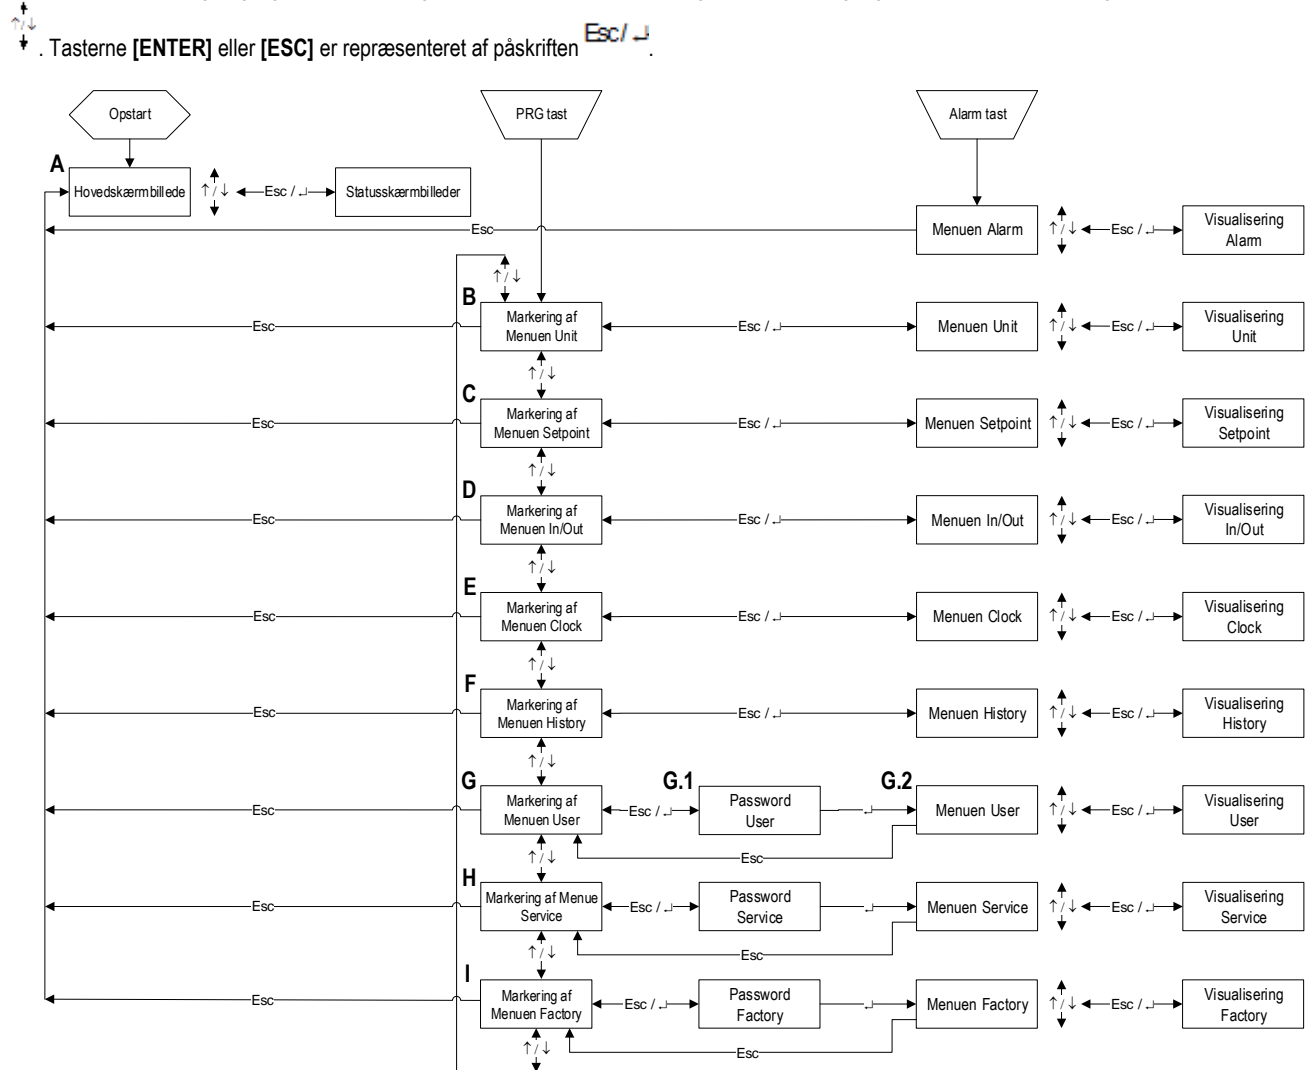 ↑/↓ . Tasterne [ENTER] eller [ESC] er repræsenteret af påskriften Esc/ ↵.
Opstart
PRG tast
Alarm tast
A
Hovedskærmbillede
↑/↓
Esc / ↵
Statusskærmbilleder
Esc
Menuen Alarm
↑/↓
Esc / ↵
Visualisering
Alarm
↑/↓
B
Esc
Markering af
Menuen Unit
Esc / ↵
Menuen Unit
↑/↓
Esc / ↵
Visualisering
Unit
↑/↓
C
Esc
Markering af
Menuen Setpoint
Esc / ↵
Menuen Setpoint
↑/↓
Esc / ↵
Visualisering
Setpoint
↑/↓
D
Esc
Markering af
Menuen In/Out
Esc / ↵
Menuen In/Out
↑/↓
Esc / ↵
Visualisering
In/Out
↑/↓
E
Esc
Markering af
Menuen Clock
Esc / ↵
Menuen Clock
↑/↓
Esc / ↵
Visualisering
Clock
↑/↓
F
Esc
Markering af
Menuen History
Esc / ↵
Menuen History
↑/↓
Esc / ↵
Visualisering
History
↑/↓
G
Esc
Markering af
Menuen User
Esc / ↵
G.1
Password
User
↵
G.2
Menuen User
↑/↓
Esc / ↵
Visualisering
User
Esc
↑/↓
H
Esc
Markering af Menue
Service
Esc / ↵
Password
Service
↵
Menuen Service
↑/↓
Esc / ↵
Visualisering
Service
Esc
↑/↓
I
Esc
Markering af
Menuen Factory
Esc / ↵
Password
Factory
↵
Menuen Factory
↑/↓
Esc / ↵
Visualisering
Factory
Esc
↑/↓